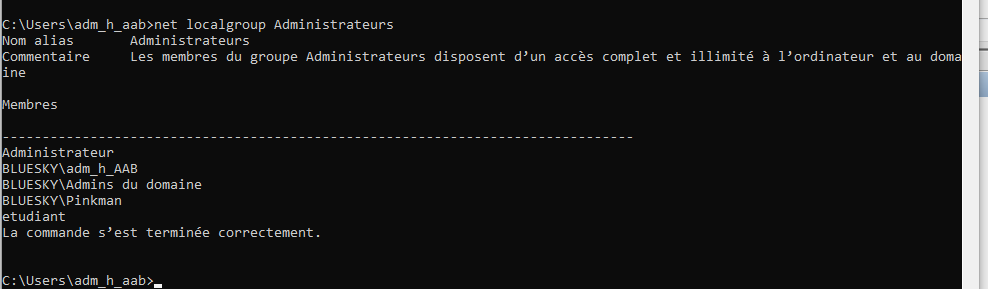 C:\Users\adm_h_aab>net localgroup Administrateurs
Nom alias       Administrateurs
Commentaire     Les membres du groupe Administrateurs disposent d’un accès complet et illimité à l’ordinateur et au doma
ine

Membres

-------------------------------------------------------------------------------
Administrateur
BLUESKY\adm_h_AAB
BLUESKY\Admins du domaine
BLUESKY\Pinkman
etudiant
La commande s’est terminée correctement.

C:\Users\adm_h_aab>